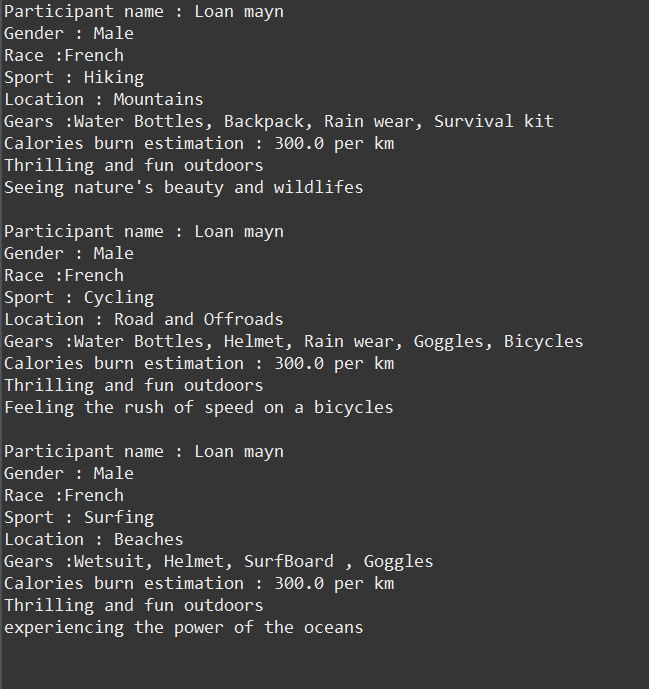 Participant name : Loan mayn
Gender : Male
Race :French
Sport : Hiking
Location : Mountains
Gears :Water Bottles, Backpack, Rain wear, Survival kit
Calories burn estimation : 300.0 per km
Thrilling and fun outdoors
Seeing nature's beauty and wildlifes

Participant name : Loan mayn
Gender : Male
Race :French
Sport : Cycling
Location : Road and Offroads
Gears :Water Bottles, Helmet, Rain wear, Goggles, Bicycles
Calories burn estimation : 300.0 per km
Thrilling and fun outdoors
Feeling the rush of speed on a bicycles

Participant name : Loan mayn
Gender : Male
Race :French
Sport : Surfing
Location : Beaches
Gears :Wetsuit, Helmet, SurfBoard , Goggles
Calories burn estimation : 300.0 per km
Thrilling and fun outdoors
experiencing the power of the oceans